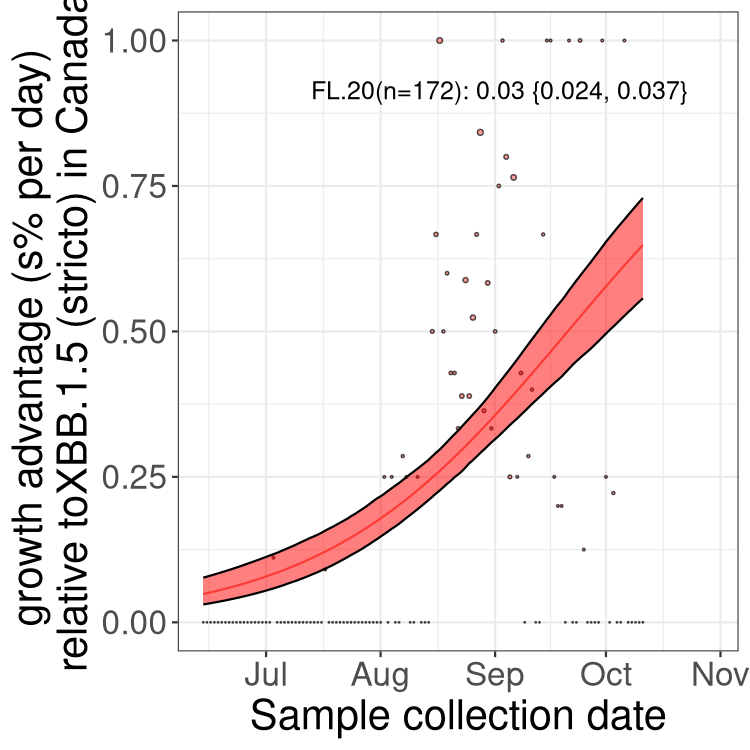 growth advantage (s% per day)
relative toXBB.1.5 (stricto) in Canada
1.00
0.75
0.50
0.25
0.00
FL.20(n=172): 0.03 {0.024, 0.037}
Jul Aug Sep Oct Nov
Sample collection date